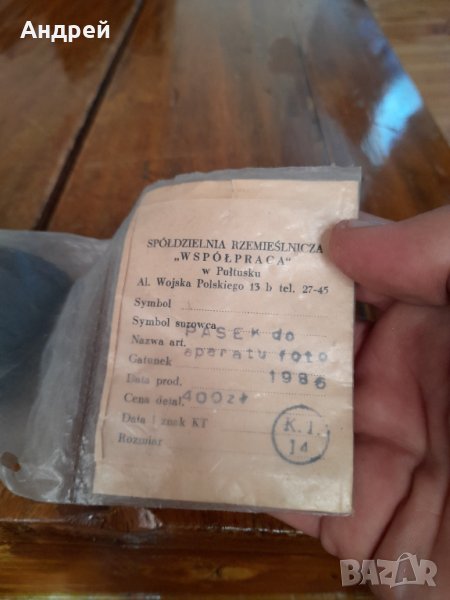 Андрей
SPÓŁDZIELNIA RZEMIEŚLNICZA
„WSPÓŁPRACA"
w Pułtusku
Al. Wojska Polskiego 13 b tel. 27-45
Symbol
Symbol surowca
PASEK do
Nazwa art.
aparatu foto
Gatunek
Data prod. 1986
Cena detal. 400zł
Data i znak KT
K. J.
14
Rozmiar
BAZAR